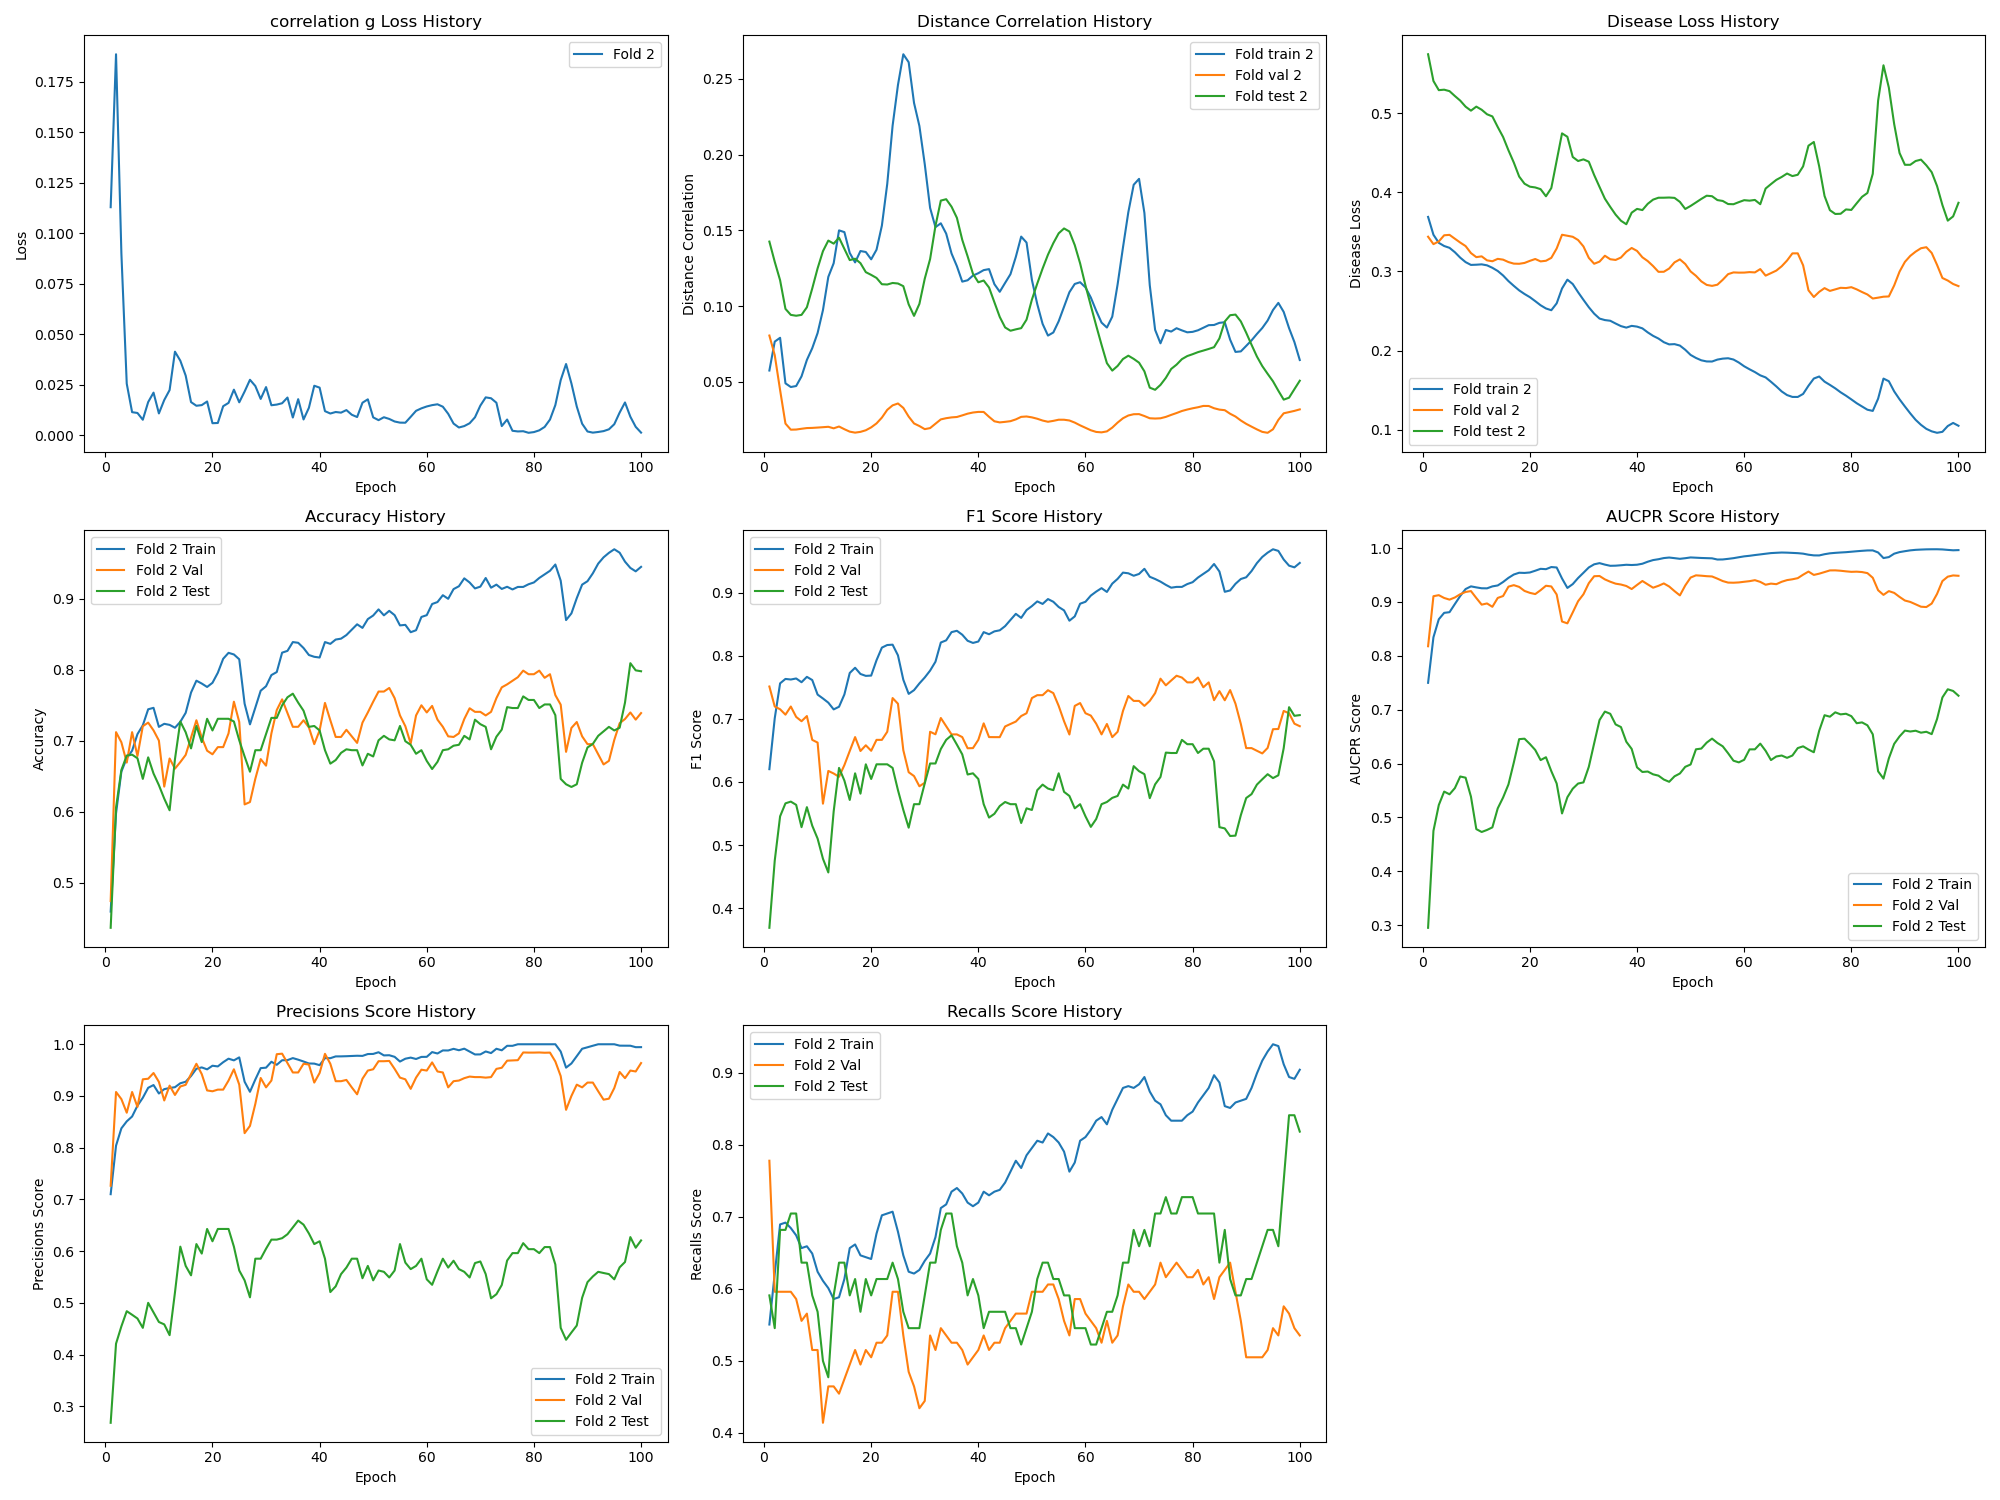 correlation g Loss History
Fold 2
0.175
0.150
0.125
0.100
0.075
0.050
0.025
0.000
Loss
0 20 40 60 80 100
Epoch
Distance Correlation History
Fold train 2
Fold val 2
Fold test 2
0.25
0.20
0.15
0.10
0.05
Distance Correlation
0 20 40 60 80 100
Epoch
Disease Loss History
0.5
0.4
0.3
0.2
0.1
Disease Loss
Fold train 2
Fold val 2
Fold test 2
0 20 40 60 80 100
Epoch
Accuracy History
Fold 2 Train
Fold 2 Val
Fold 2 Test
0.9
0.8
0.7
0.6
0.5
Accuracy
0 20 40 60 80 100
Epoch
F1 Score History
Fold 2 Train
Fold 2 Val
Fold 2 Test
0.9
0.8
0.7
0.6
0.5
0.4
F1 Score
0 20 40 60 80 100
Epoch
AUCPR Score History
1.0
0.9
0.8
0.7
0.6
0.5
0.4
0.3
AUCPR Score
Fold 2 Train
Fold 2 Val
Fold 2 Test
0 20 40 60 80 100
Epoch
Precisions Score History
1.0
0.9
0.8
0.7
0.6
0.5
0.4
0.3
Precisions Score
Fold 2 Train
Fold 2 Val
Fold 2 Test
0 20 40 60 80 100
Epoch
Recalls Score History
Fold 2 Train
Fold 2 Val
Fold 2 Test
0.9
0.8
0.7
0.6
0.5
0.4
Recalls Score
0 20 40 60 80 100
Epoch